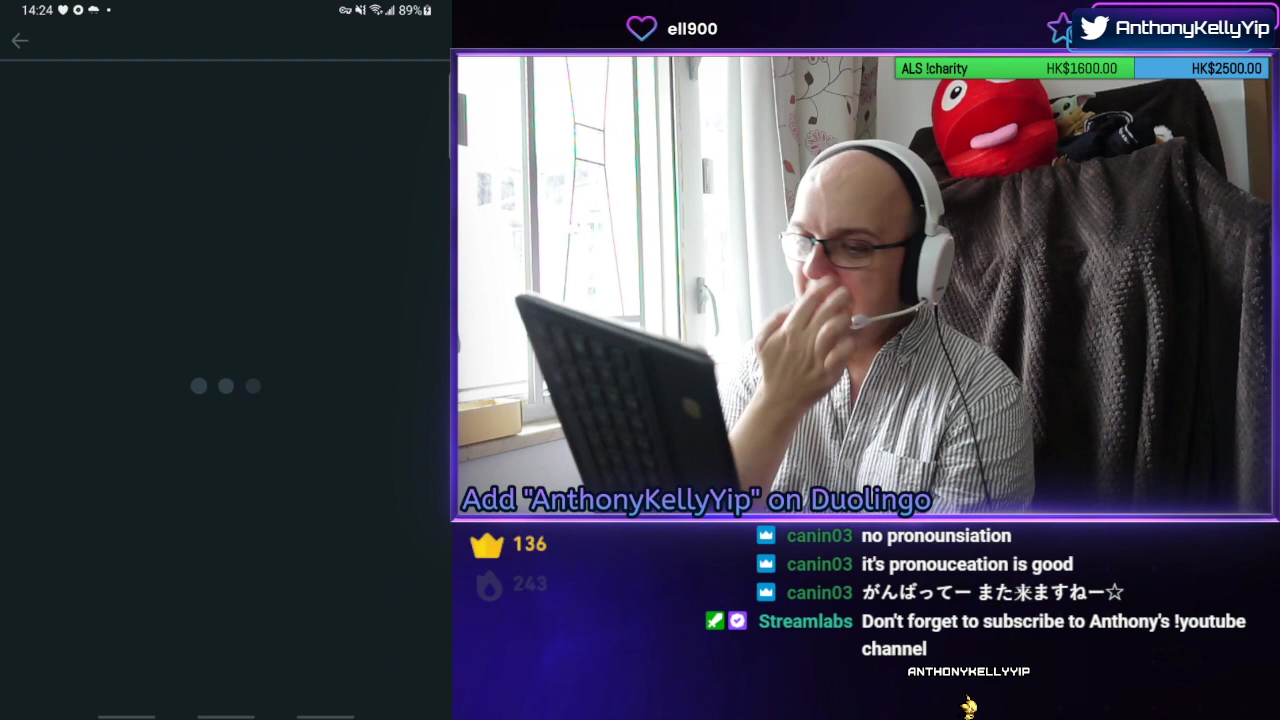 14:24
89%
ell900
AnthonyKellyYip
ALS !charity
HK$1600.00
HK$2500.00
Add "AnthonyKellyYip" on Duolingo
136
243
canin03 no pronounsiation
canin03 it's pronouceation is good
canin03 がんばってー また来ますねー☆
Streamlabs Don't forget to subscribe to Anthony's !youtube
channel
ANTHONYKELLYYIP